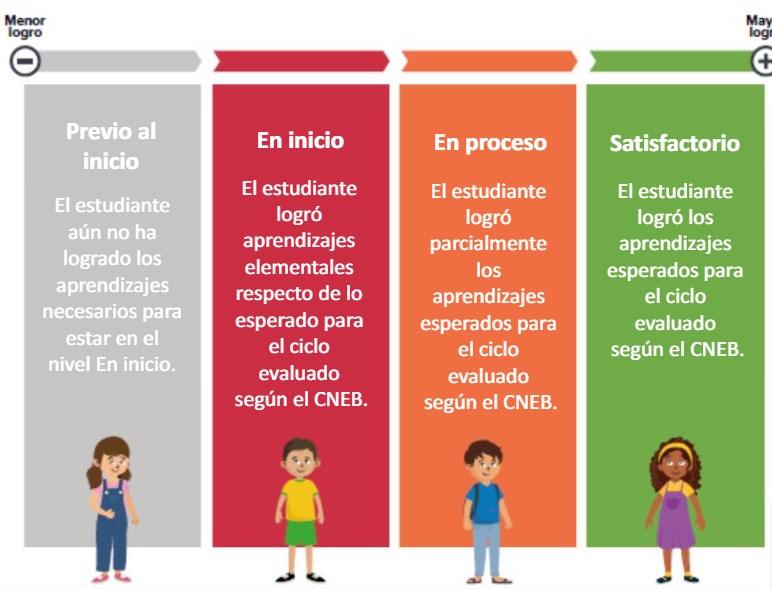 Menor
logro
Previo al
inicio
El estudiante
aún no ha
logrado los
aprendizajes
necesarios para
estar en el
nivel En inicio.
En inicio
El estudiante
logró
aprendizajes
elementales
respecto de lo
esperado para
el ciclo
evaluado
según el CNEB.
En proceso
El estudiante
logró
parcialmente
los
aprendizajes
esperados para
el ciclo
evaluado
según el CNEB.
Satisfactorio
El estudiante
logró los
aprendizajes
esperados para
el ciclo
evaluado
según el CNEB.